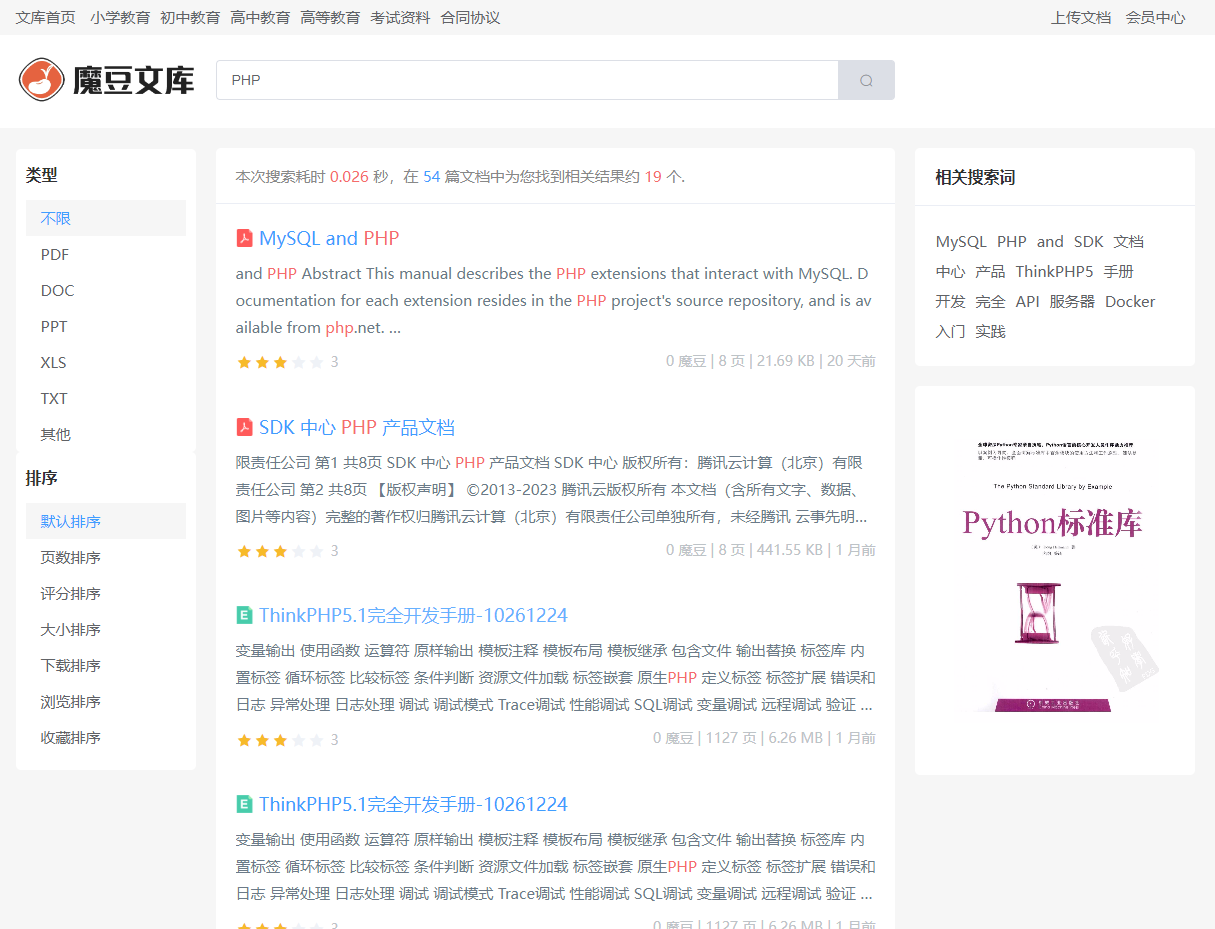 文库首页 小学教育 初中教育 高中教育 高等教育 考试资料 合同协议 上传文档 会员中心
魔豆文库 PHP
类型
不限
PDF
DOC
PPT
XLS
TXT
其他
排序
默认排序
页数排序
评分排序
大小排序
下载排序
浏览排序
收藏排序
本次搜索耗时 0.026 秒，在 54 篇文档中为您找到相关结果约 19 个.
MySQL and PHP
and PHP Abstract This manual describes the PHP extensions that interact with MySQL. D
ocumentation for each extension resides in the PHP project's source repository, and is av
ailable from php.net. ...
3 0 魔豆 | 8 页 | 21.69 KB | 20 天前
SDK 中心 PHP 产品文档
限责任公司 第1 共8页 SDK 中心 PHP 产品文档 SDK 中心 版权所有：腾讯云计算（北京）有限
责任公司 第2 共8页 【版权声明】 ©2013-2023 腾讯云版权所有 本文档（含所有文字、数据、
图片等内容）完整的著作权归腾讯云计算（北京）有限责任公司单独所有，未经腾讯 云事先明...
3 0 魔豆 | 8 页 | 441.55 KB | 1 月前
ThinkPHP5.1完全开发手册-10261224
变量输出 使用函数 运算符 原样输出 模板注释 模板布局 模板继承 包含文件 输出替换 标签库 内
置标签 循环标签 比较标签 条件判断 资源文件加载 标签嵌套 原生PHP 定义标签 标签扩展 错误和
日志 异常处理 日志处理 调试 调试模式 Trace调试 性能调试 SQL调试 变量调试 远程调试 验证 ...
3 0 魔豆 | 1127 页 | 6.26 MB | 1 月前
ThinkPHP5.1完全开发手册-10261224
变量输出 使用函数 运算符 原样输出 模板注释 模板布局 模板继承 包含文件 输出替换 标签库 内
置标签 循环标签 比较标签 条件判断 资源文件加载 标签嵌套 原生PHP 定义标签 标签扩展 错误和
日志 异常处理 日志处理 调试 调试模式 Trace调试 性能调试 SQL调试 变量调试 远程调试 验证 ...
3 0 魔豆 | 1127 页 | 6.26 MB | 1 月前
相关搜索词
MySQL PHP and SDK 文档
中心 产品 ThinkPHP5 手册
开发 完全 API 服务器 Docker
入门 实践
The Python Standard Library by Example
Python标准库